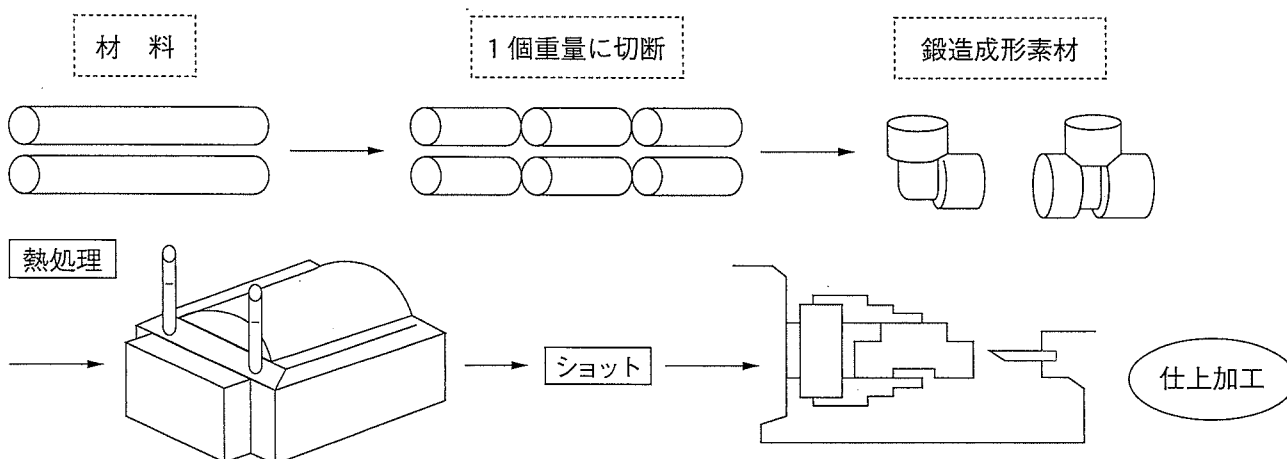 材 料
1個重量に切断
鍛造成形素材
熱処理
ショット
仕上加工